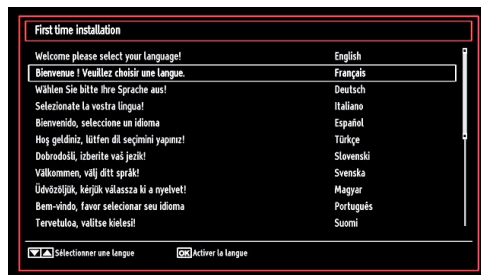 First time installation
Welcome please select your language! English
Bienvenue ! Veuillez choisir une langue. Français
Wählen Sie bitte Ihre Sprache aus! Deutsch
Selezionate la vostra lingua! Italiano
Bienvenido, seleccione un idioma Español
Hoş geldiniz, lütfen dil seçimini yapınız! Türkçe
Dobrodošli, izberite vaš jezik! Slovenski
Välkommen, välj ditt språk! Svenska
Üdvözöljük, kérjük válassza ki a nyelvet! Magyar
Bem-vindo, favor selecionar seu idioma Português
Tervetuloa, valitse kielesi! Suomi
Sélectionner une langue OK Activer la langue